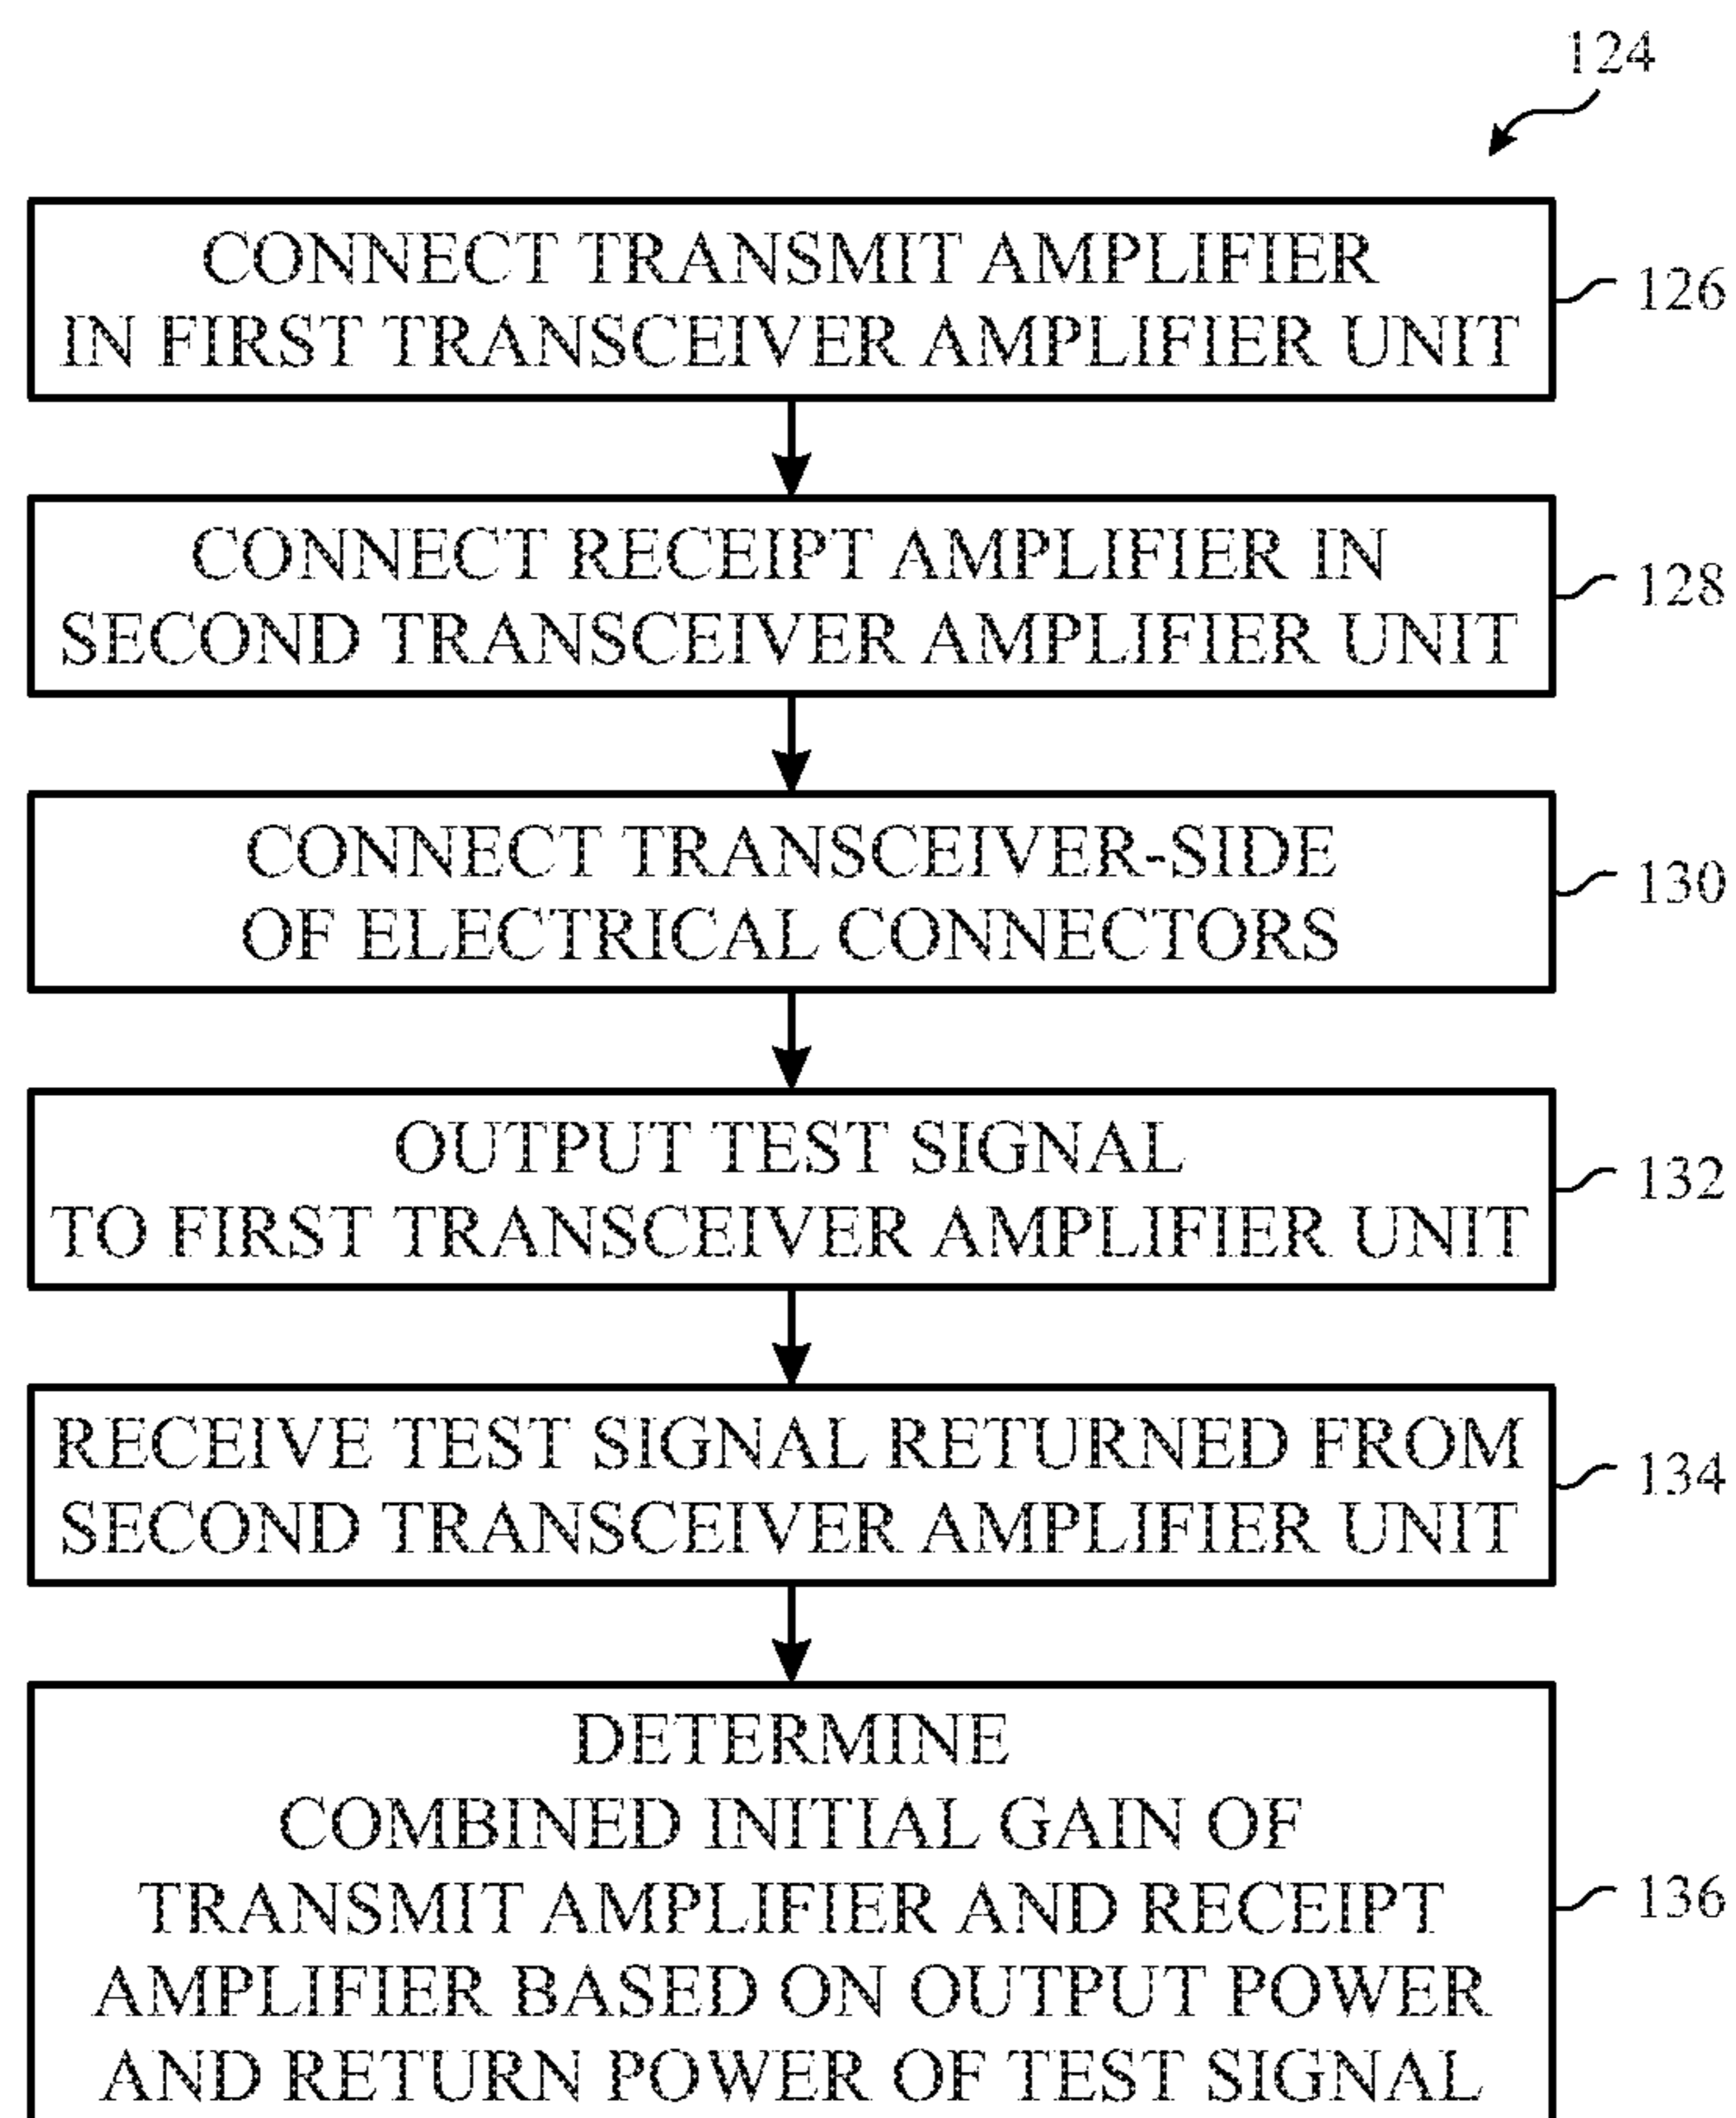 124
CONNECT TRANSMIT AMPLIFIER
IN FIRST TRANSCEIVER AMPLIFIER UNIT
126
CONNECT RECEIPT AMPLIFIER IN
SECOND TRANSCEIVER AMPLIFIER UNIT
128
CONNECT TRANSCEIVER-SIDE
OF ELECTRICAL CONNECTORS
130
OUTPUT TEST SIGNAL
TO FIRST TRANSCEIVER AMPLIFIER UNIT
132
RECEIVE TEST SIGNAL RETURNED FROM
SECOND TRANSCEIVER AMPLIFIER UNIT
134
DETERMINE
COMBINED INITIAL GAIN OF
TRANSMIT AMPLIFIER AND RECEIPT
AMPLIFIER BASED ON OUTPUT POWER
AND RETURN POWER OF TEST SIGNAL
136